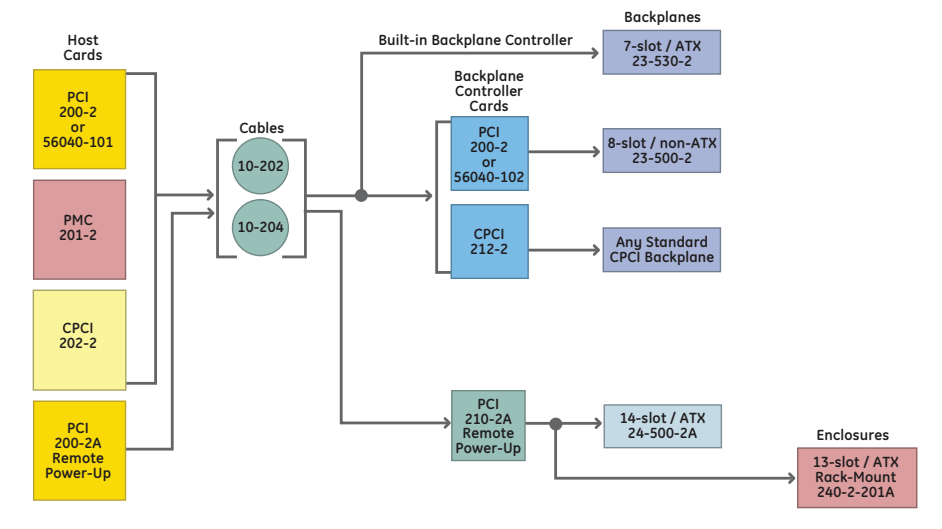 Host
Cards
PCI
200-2
or
56040-101
PMC
201-2
CPCI
202-2
PCI
200-2A
Remote
Power-Up
Cables
10-202
10-204
Built-in Backplane Controller
Backplane
Controller
Cards
PCI
200-2
or
56040-102
CPCI
212-2
PCI
210-2A
Remote
Power-Up
Backplanes
7-slot / ATX
23-530-2
8-slot / non-ATX
23-500-2
Any Standard
CPCI Backplane
14-slot / ATX
24-500-2A
Enclosures
13-slot / ATX
Rack-Mount
240-2-201A